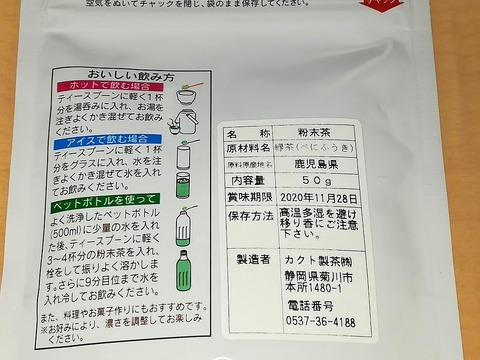 空気をぬいてチャックを閉じ、袋のまま保存してください。
チャック
おいしい飲み方
ホットで飲む場合
ティースプーンに軽く1杯
分を湯呑みに入れ、お湯を
注ぎよくかき混ぜてお飲
みください。
アイスで飲む場合
ティースプーンに軽く1杯
分をグラスに入れ、水を注
ぎよくかき混ぜてお飲み
ください。
ペットボトルを使って
よく洗浄したペットボトル
(500ml)に少量の水を入れ
た後、ティースプーンに軽く
3~4杯分の粉末茶を入れ、
栓をして振りよく溶かしま
す。さらに9分目位まで水を
入れ冷してお飲みください。
また、料理やお菓子作りにもおすすめです。
※お好みにより、濃さを調整してお楽しみ
ください。
名 称 粉末茶
原材料名 緑茶(べにふうき)
原料原産地名 鹿児島県
内容量 50g
賞味期限 2020年11月28日
保存方法 高温多湿を避け
移り香にご注意
下さい。
製造者 カクト製茶㈱
静岡県菊川市
本所1480-1
電話番号
0537-36-4188